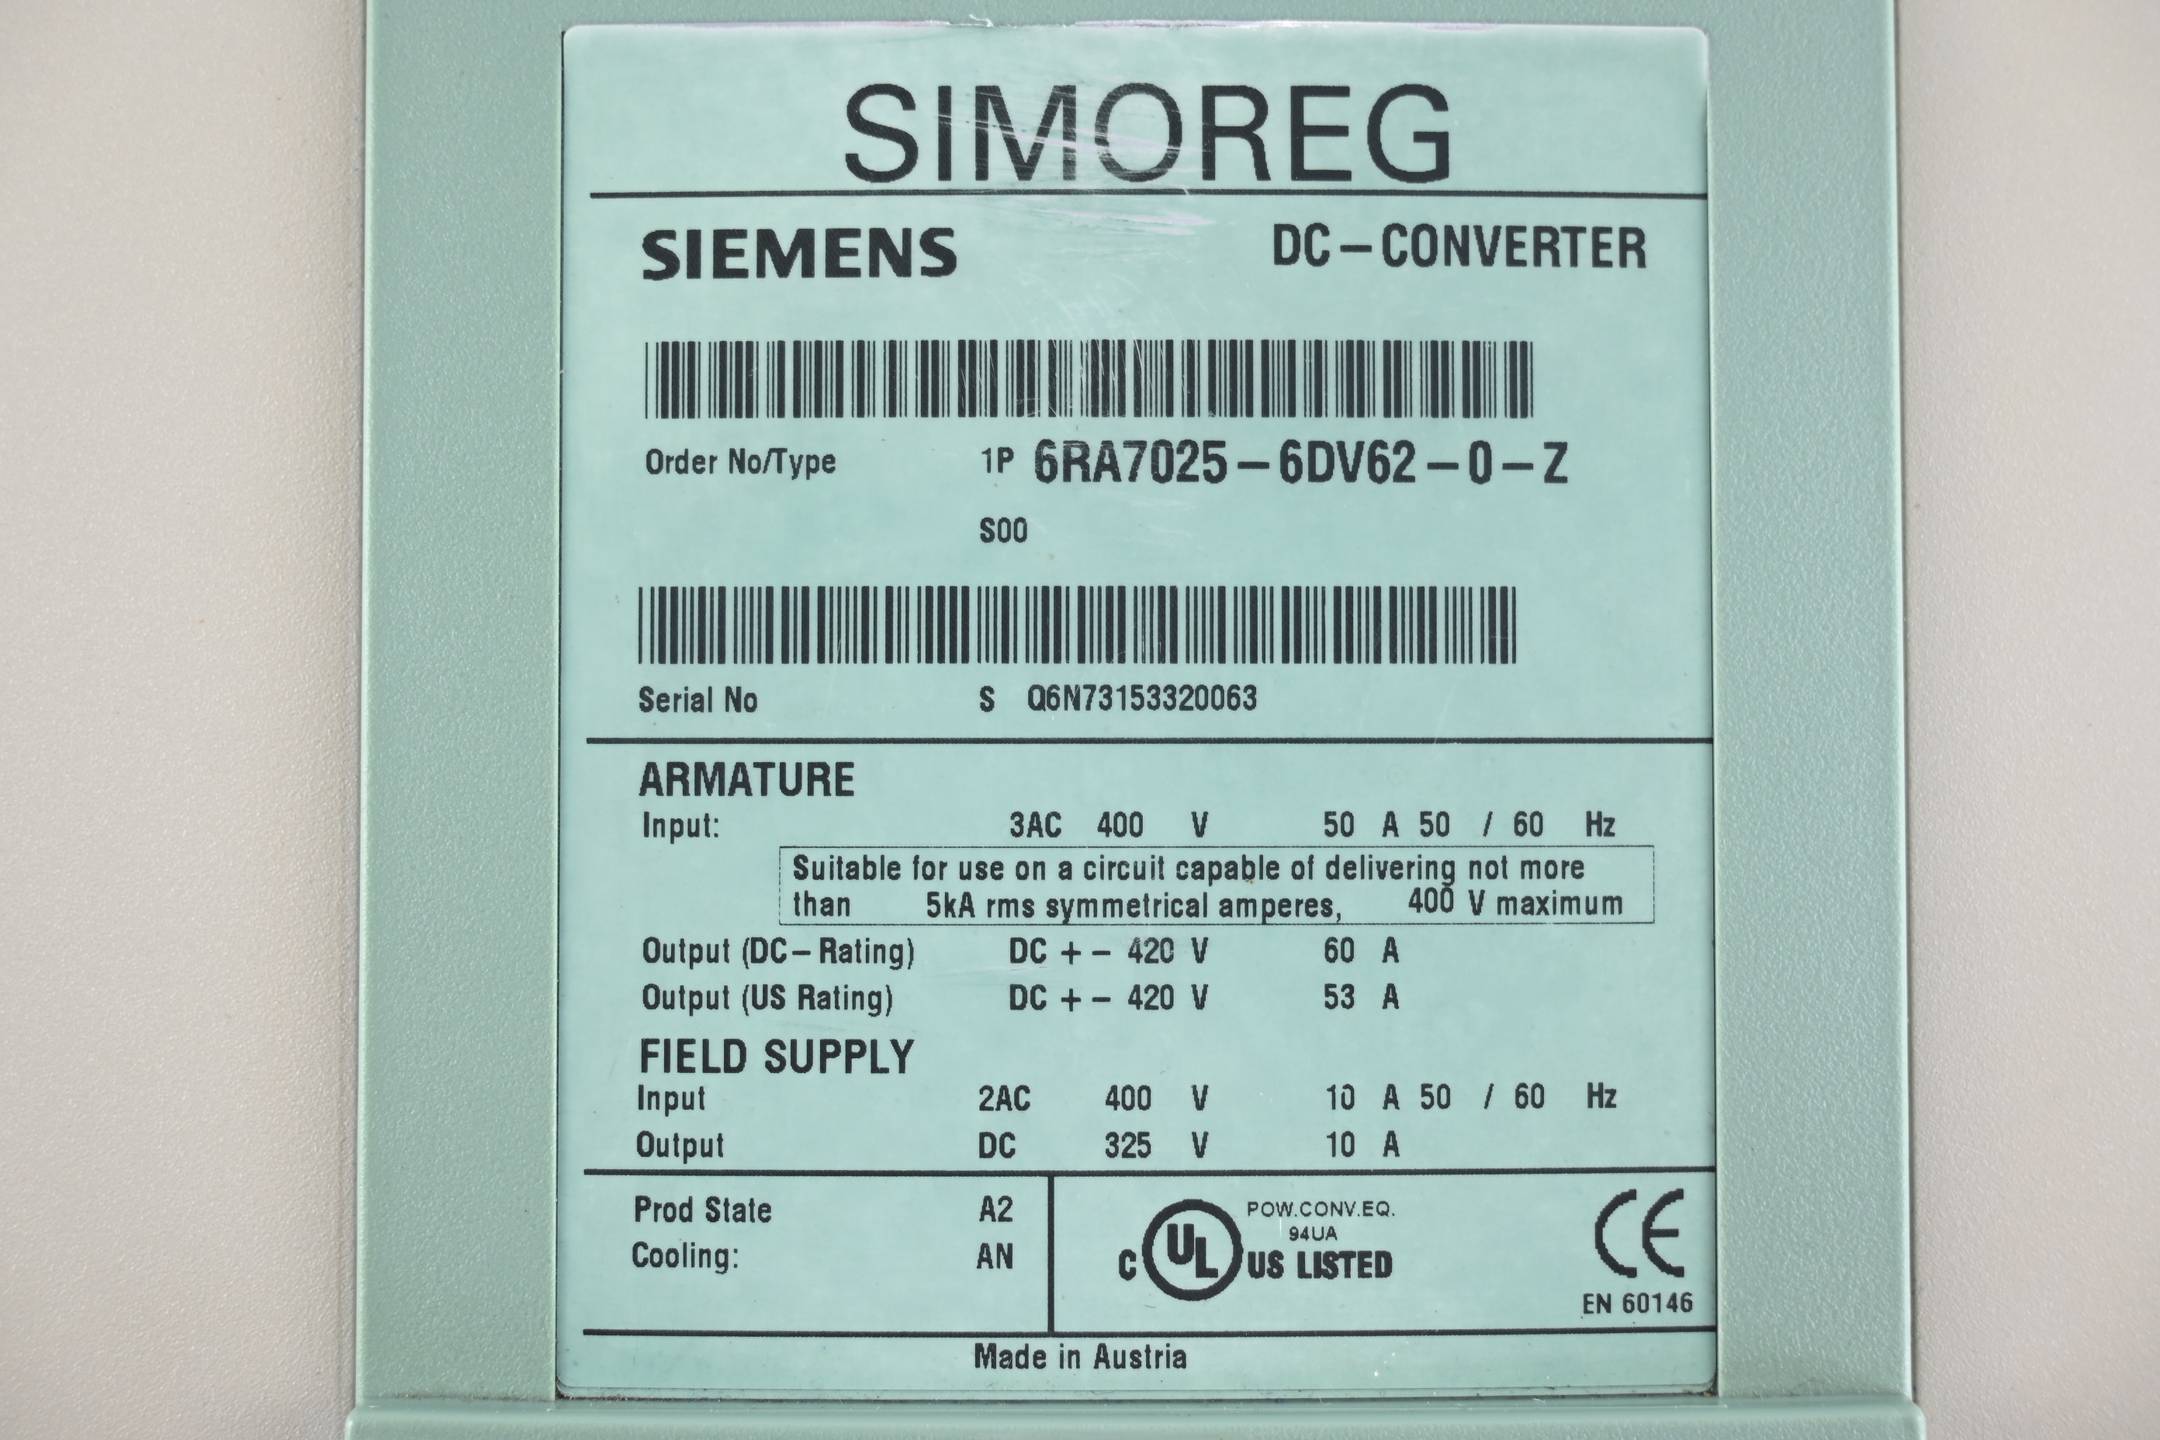 SIMOREG
SIEMENS DC-CONVERTER
Order No/Type 1P 6RA7025-6DV62-0-Z
S00
Serial No S Q6N73153320063
ARMATURE
Input: 3AC 400 V 50 A 50 / 60 Hz
Suitable for use on a circuit capable of delivering not more
than 5kA rms symmetrical amperes, 400 V maximum
Output (DC-Rating) DC +- 420 V 60 A
Output (US Rating) DC +- 420 V 53 A
FIELD SUPPLY
Input 2AC 400 V 10 A 50 / 60 Hz
Output DC 325 V 10 A
Prod State A2
Cooling: AN
POW.CONV.EQ.
94UA
C UL US LISTED
CE
EN 60146
Made in Austria